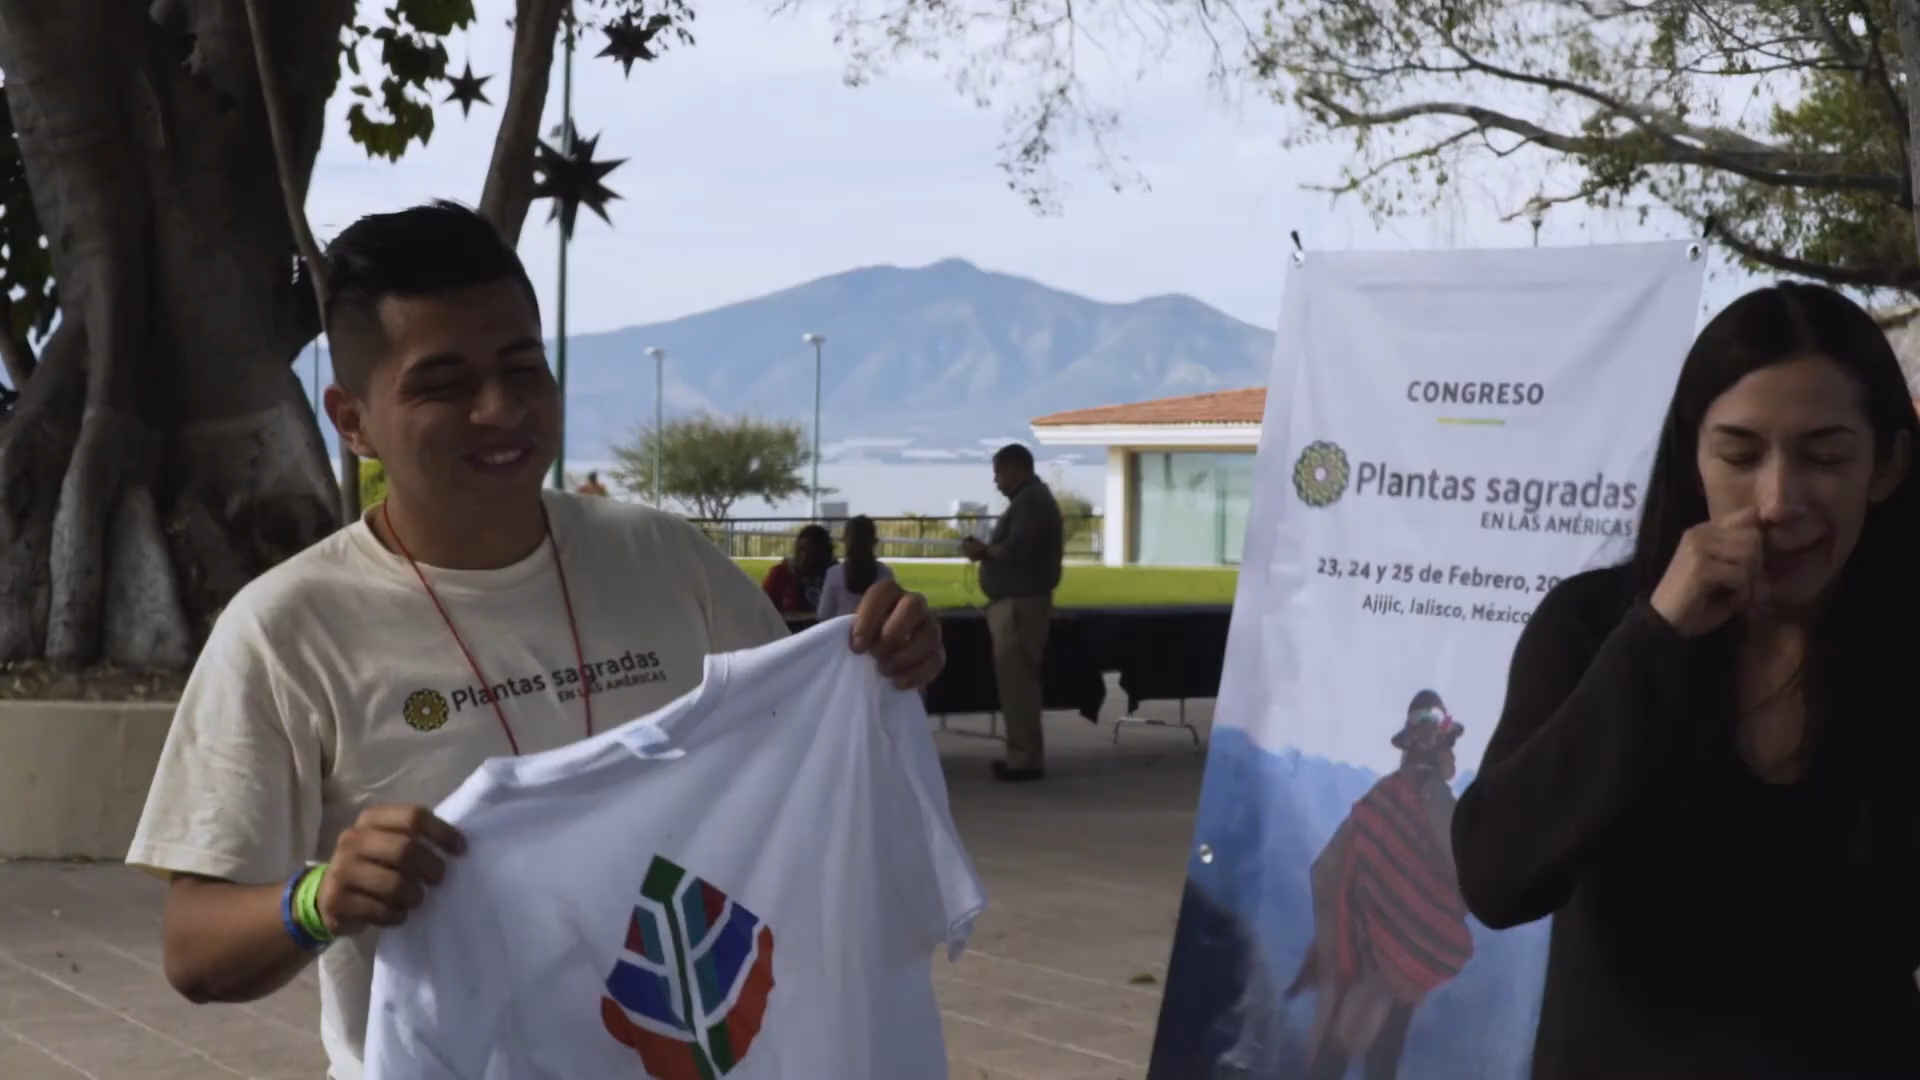 CONGRESO
Plantas sagradas
EN LAS AMÉRICAS
23, 24 y 25 de Febrero,
Ajijic, Jalisco, México
Plantas sagradas
EN LAS AMÉRICAS